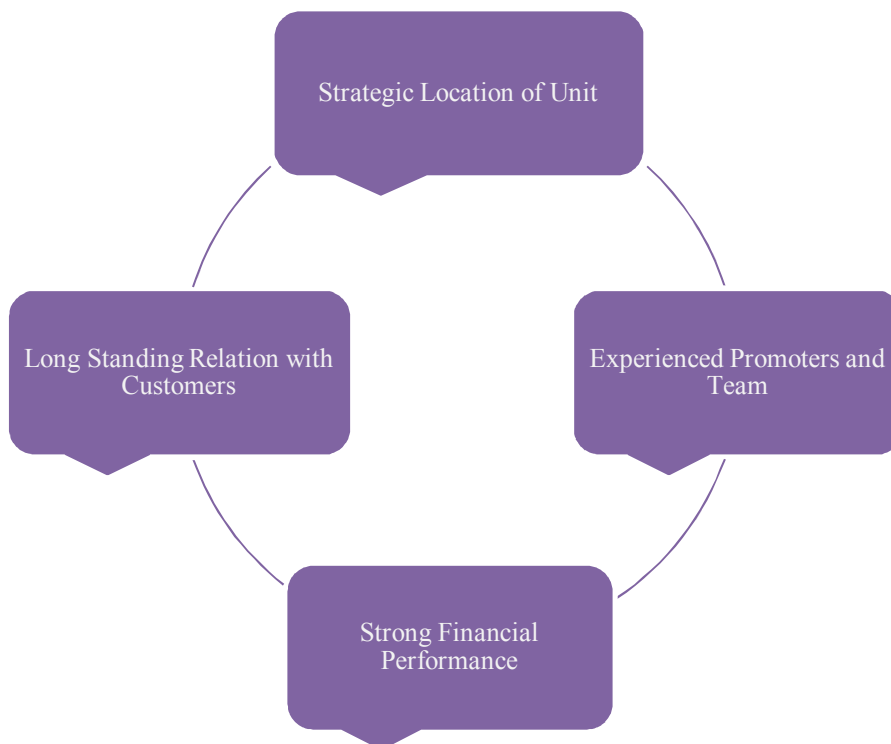 Strategic Location of Unit
Long Standing Relation with
Customers
Experienced Promoters and
Team
Strong Financial
Performance